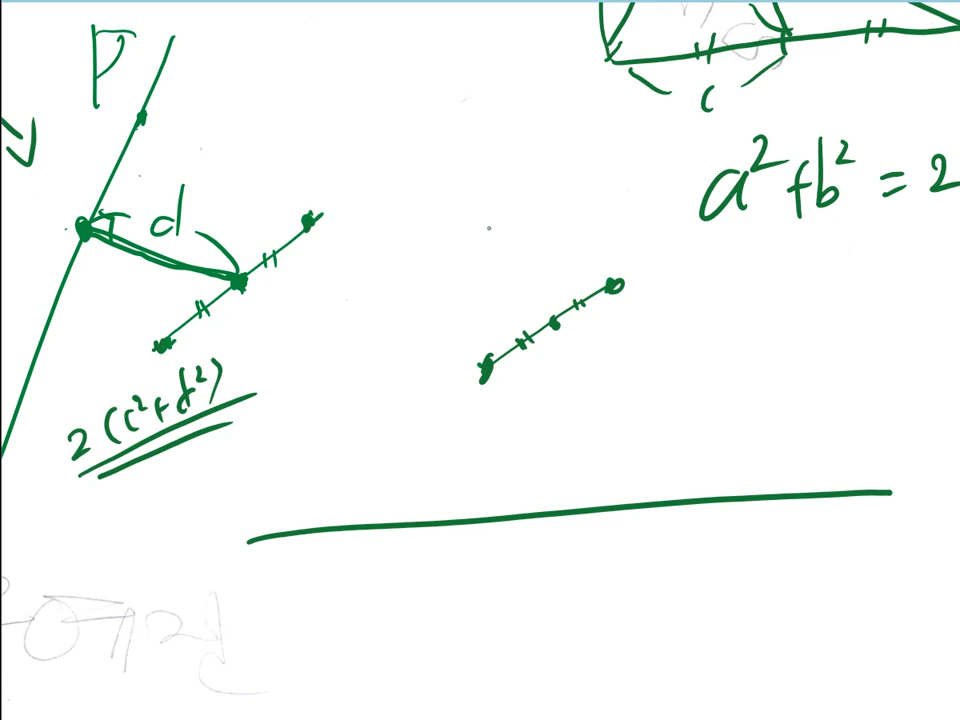 P
c
a² + b² = 2
d
2(c² + d²)